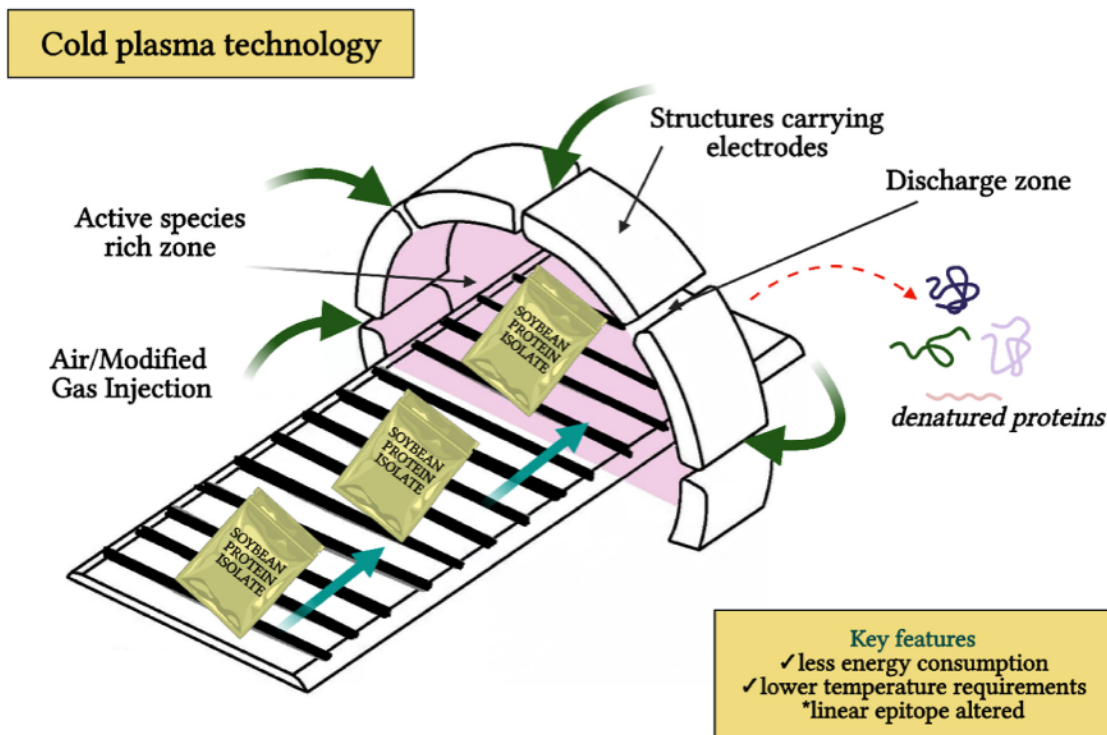 Cold plasma technology
Structures carrying
electrodes
Discharge zone
Active species
rich zone
Air/Modified
Gas Injection
SOYBEAN
PROTEIN
ISOLATE
SOYBEAN
PROTEIN
ISOLATE
SOYBEAN
PROTEIN
ISOLATE
denatured proteins
Key features
✓less energy consumption
✓lower temperature requirements
*linear epitope altered